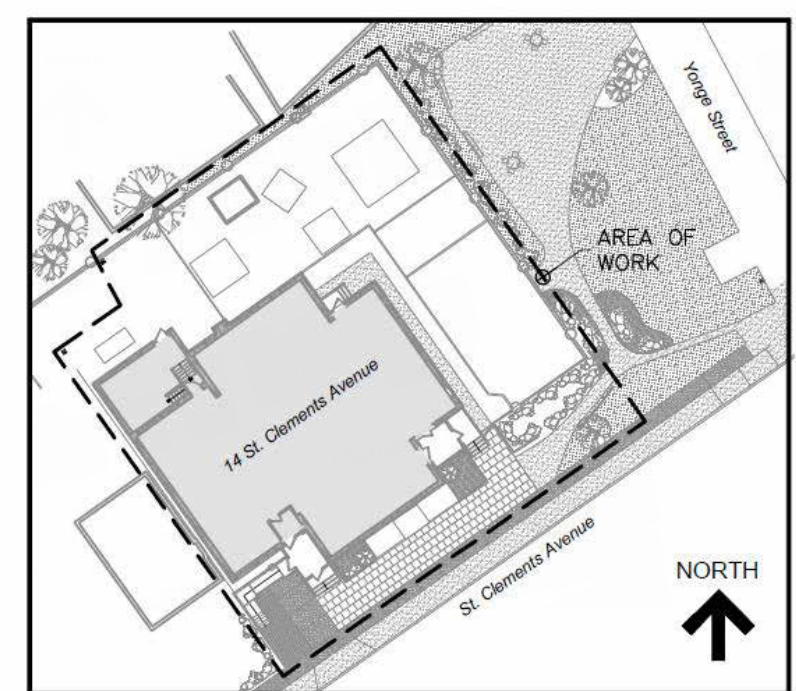 Yonge Street
AREA OF
WORK
14 St. Clements Avenue
St. Clements Avenue
NORTH